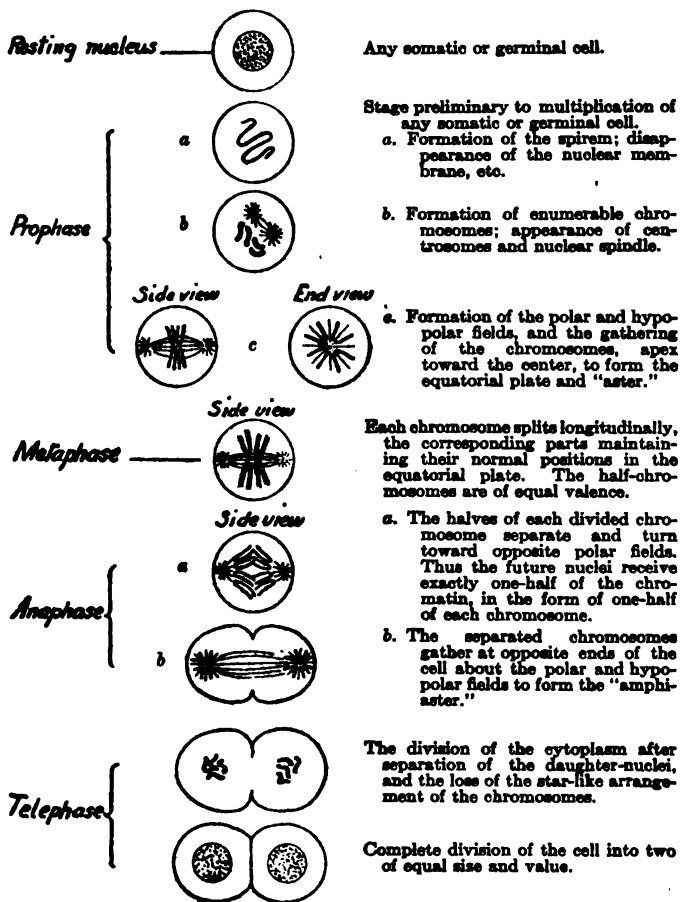 Resting nucleus
Any somatic or germinal cell.
Prophase
Stage preliminary to multiplication of
any somatic or germinal cell.
a
a. Formation of the spirem; disap-
pearance of the nuclear mem-
brane, etc.
b
b. Formation of enumerable chro-
mosomes; appearance of cen-
trosomes and nuclear spindle.
Side view
End view
c
c. Formation of the polar and hypo-
polar fields, and the gathering
of the chromosomes, apex
toward the center, to form the
equatorial plate and "aster."
Side view
Metaphase
Each chromosome splits longitudinally,
the corresponding parts maintain-
ing their normal positions in the
equatorial plate. The half-chro-
mosomes are of equal valence.
Side view
Anaphase
a
a. The halves of each divided chro-
mosome separate and turn
toward opposite polar fields.
Thus the future nuclei receive
exactly one-half of the chro-
matin, in the form of one-half
of each chromosome.
b
b. The separated chromosomes
gather at opposite ends of the
cell about the polar and hypo-
polar fields to form the "amphi-
aster."
Telephase
The division of the cytoplasm after
separation of the daughter-nuclei,
and the loss of the star-like arrange-
ment of the chromosomes.
Complete division of the cell into two
of equal size and value.